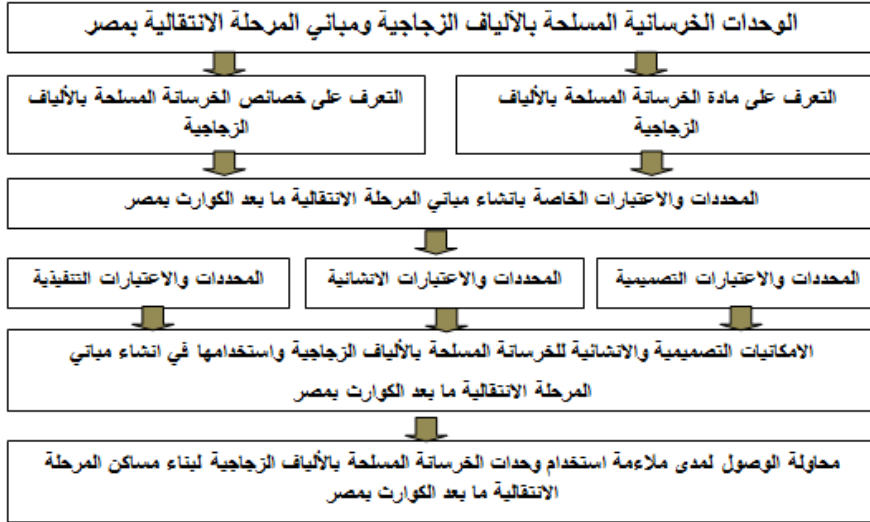 الوحدات الخرسانية المسلحة بالألياف الزجاجية ومباني المرحلة الانتقالية بمصر
التعرف على مادة الخرسانة المسلحة بالألياف
الزجاجية
التعرف على خصائص الخرسانة المسلحة بالألياف
الزجاجية
المحددات والاعتبارات الخاصة بانشاء مباني المرحلة الانتقالية ما بعد الكوارث بمصر
المحددات والاعتبارات التصميمية
المحددات والاعتبارات الانشائية
المحددات والاعتبارات التنفيذية
الامكانيات التصميمية والانشائية للخرسانة المسلحة بالألياف الزجاجية واستخدامها في انشاء مباني
المرحلة الانتقالية ما بعد الكوارث بمصر
محاولة الوصول لمدى ملاءمة استخدام وحدات الخرسانة المسلحة بالألياف الزجاجية لبناء مساكن المرحلة
الانتقالية ما بعد الكوارث بمصر